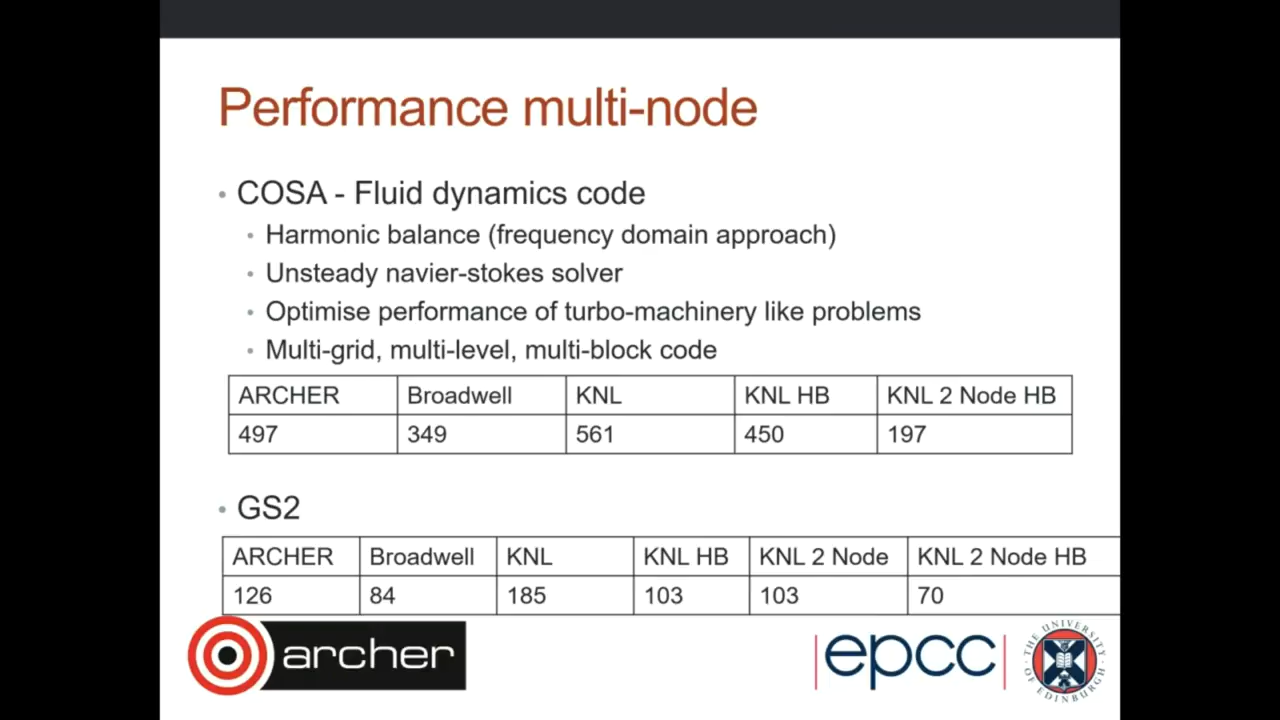 Performance multi-node
• COSA - Fluid dynamics code
• Harmonic balance (frequency domain approach)
• Unsteady navier-stokes solver
• Optimise performance of turbo-machinery like problems
• Multi-grid, multi-level, multi-block code
ARCHER Broadwell KNL KNL HB KNL 2 Node HB
497 349 561 450 197
• GS2
ARCHER Broadwell KNL KNL HB KNL 2 Node KNL 2 Node HB
126 84 185 103 103 70
archer
epcc
THE UNIVERSITY OF EDINBURGH